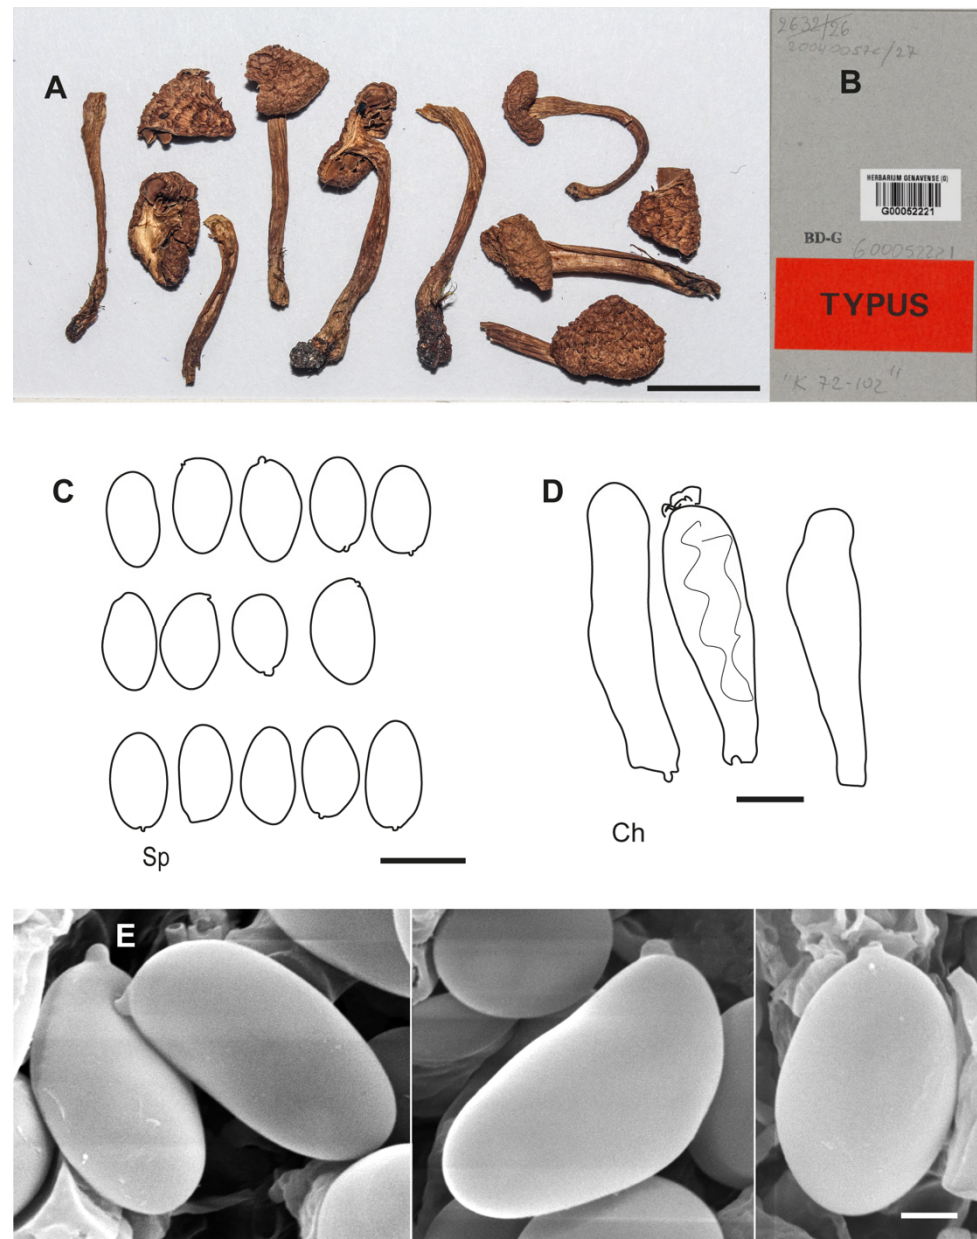 A
2632/26
20040057c/27
B
HERBARIUM GENAVENSE (G)
G00052221
BD-G
G00052221
TYPUS
"K 72-102"
C
D
Sp
Ch
E